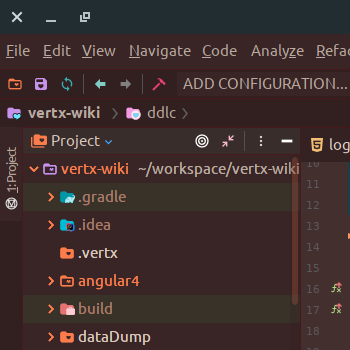 File Edit View Navigate Code Analyze Refac
ADD CONFIGURATION...
vertx-wiki ddlc
Project
log
1: Project
vertx-wiki ~/workspace/vertx-wiki
.gradle
.idea
.vertx
angular4
build
dataDump
10
11
12
13
14
15
16
17
18
19